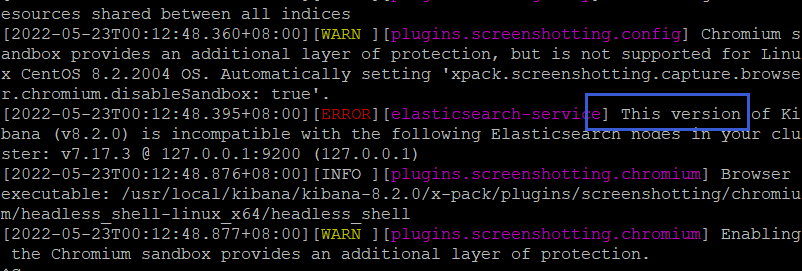 esources shared between all indices
[2022-05-23T00:12:48.360+08:00][WARN ][plugins.screenshotting.config] Chromium s
andbox provides an additional layer of protection, but is not supported for Linu
x CentOS 8.2.2004 OS. Automatically setting 'xpack.screenshotting.capture.browse
r.chromium.disableSandbox: true'.
[2022-05-23T00:12:48.395+08:00][ERROR][elasticsearch-service] This version of Ki
bana (v8.2.0) is incompatible with the following Elasticsearch nodes in your clu
ster: v7.17.3 @ 127.0.0.1:9200 (127.0.0.1)
[2022-05-23T00:12:48.876+08:00][INFO ][plugins.screenshotting.chromium] Browser
executable: /usr/local/kibana/kibana-8.2.0/x-pack/plugins/screenshotting/chromiu
m/headless_shell-linux_x64/headless_shell
[2022-05-23T00:12:48.877+08:00][WARN ][plugins.screenshotting.chromium] Enabling
 the Chromium sandbox provides an additional layer of protection.